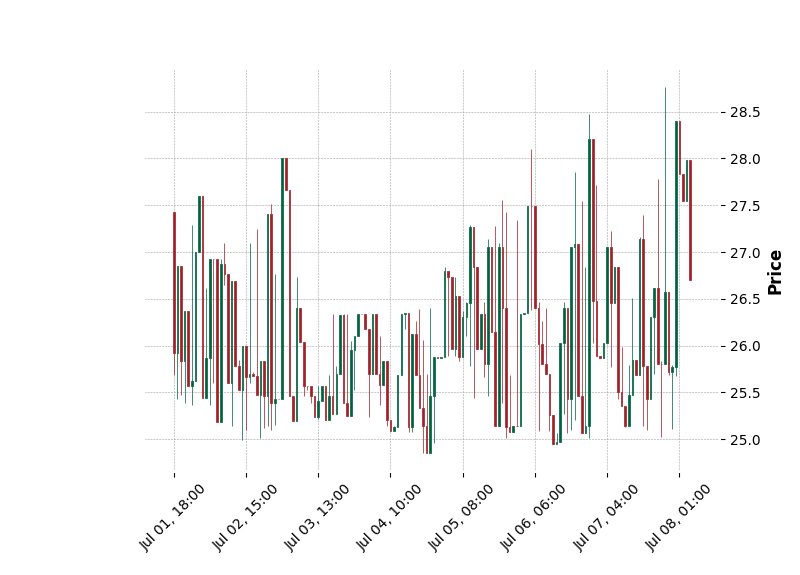 28.5
28.0
27.5
27.0
26.5
26.0
25.5
25.0
Price
Jul 01, 18:00
Jul 02, 15:00
Jul 03, 13:00
Jul 04, 10:00
Jul 05, 08:00
Jul 06, 06:00
Jul 07, 04:00
Jul 08, 01:00